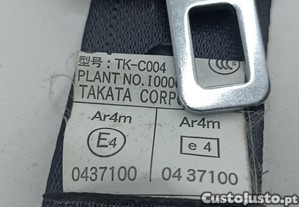 型号: TK-C004
PLANT NO.I000
TAKATA CORP
Ar4m Ar4m
E4 e 4
0437100 04 37100
CustoJusto.pt